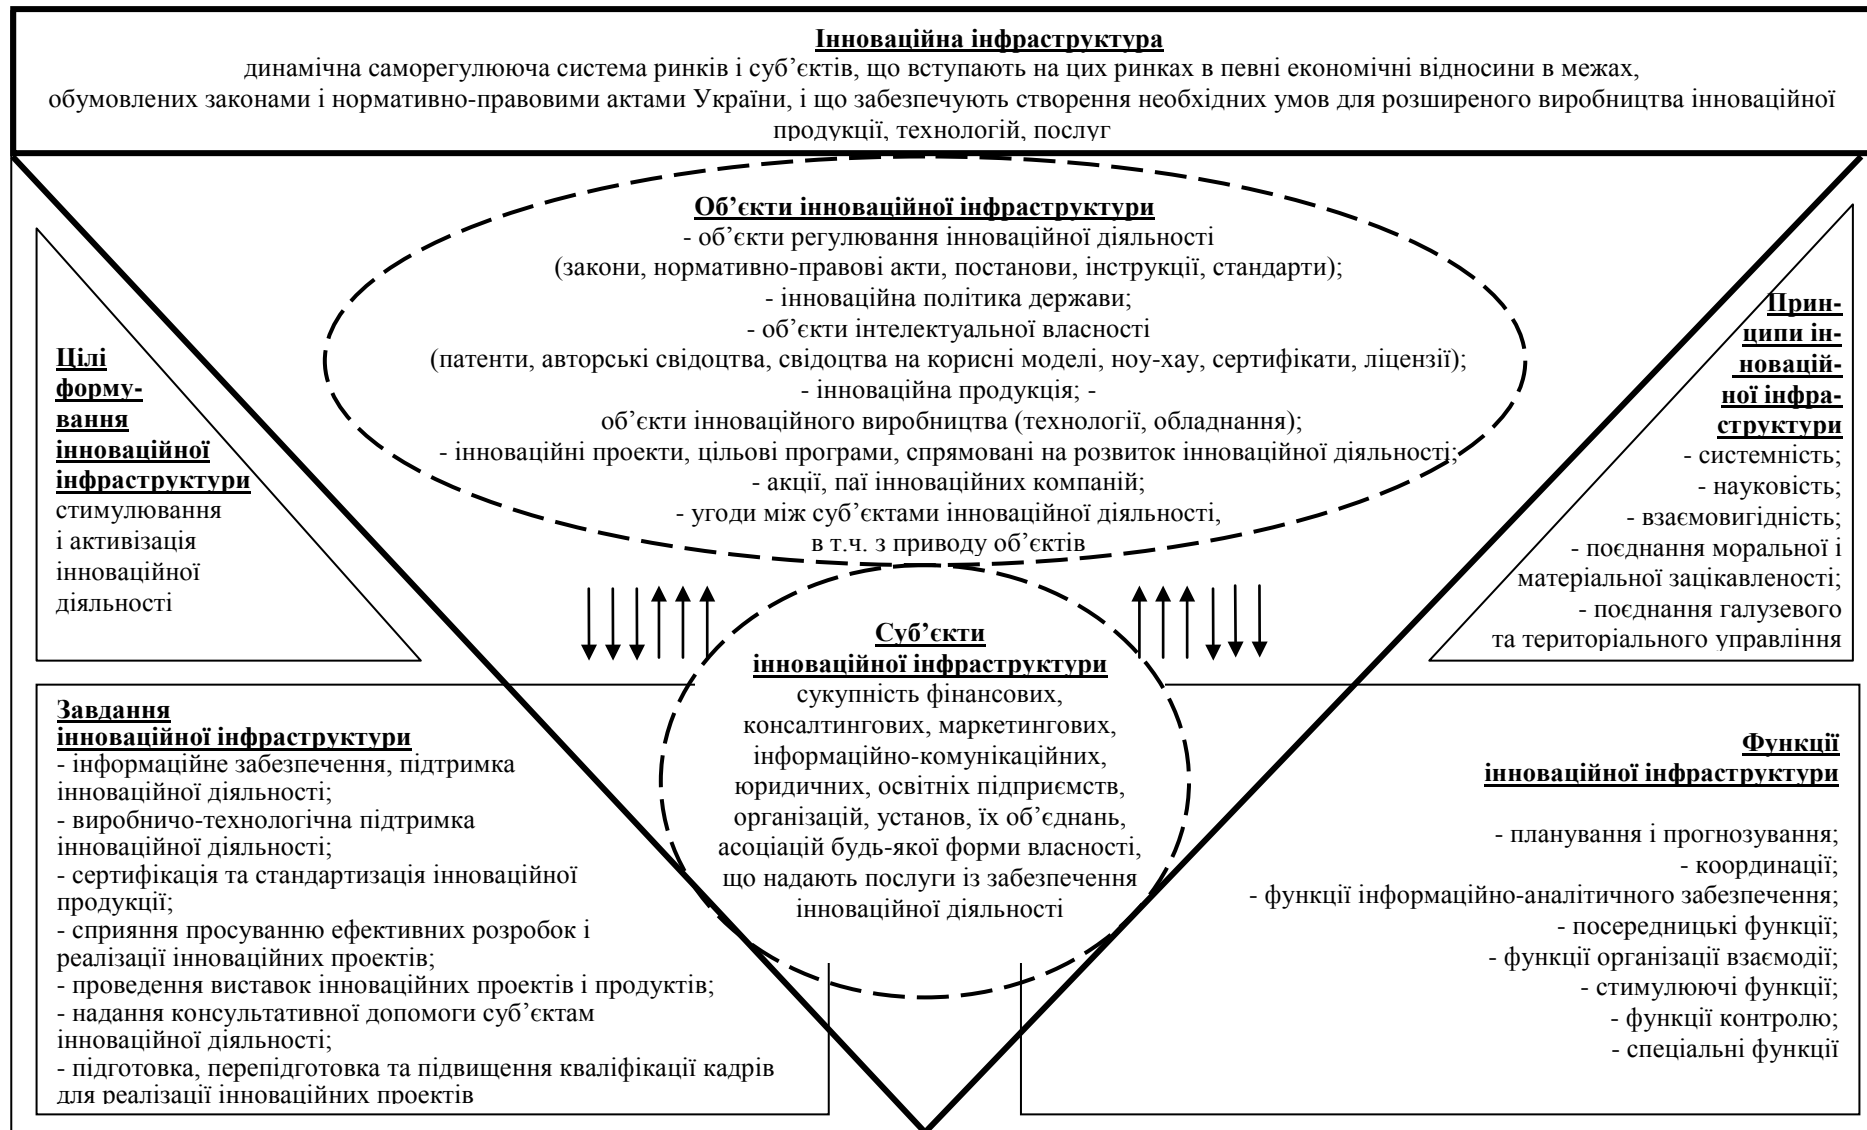 Інноваційна інфраструктура
динамічна саморегулююча система ринків і суб’єктів, що вступають на цих ринках в певні економічні відносини в межах,
обумовлених законами і нормативно-правовими актами України, і що забезпечують створення необхідних умов для розширеного виробництва інноваційної
продукції, технологій, послуг
Об’єкти інноваційної інфраструктури
- об’єкти регулювання інноваційної діяльності
(закони, нормативно-правові акти, постанови, інструкції, стандарти);
- інноваційна політика держави;
- об’єкти інтелектуальної власності
(патенти, авторські свідоцтва, свідоцтва на корисні моделі, ноу-хау, сертифікати, ліцензії);
- інноваційна продукція; -
об’єкти інноваційного виробництва (технології, обладнання);
- інноваційні проекти, цільові програми, спрямовані на розвиток інноваційної діяльності;
- акції, паї інноваційних компаній;
- угоди між суб’єктами інноваційної діяльності,
в т.ч. з приводу об’єктів
Цілі
форму-
вання
інноваційної
інфраструктури
стимулювання
і активізація
інноваційної
діяльності
Прин-
ципи ін-
новацій-
ної інфра-
структури
- системність;
- науковість;
- взаємовигідність;
- поєднання моральної і
матеріальної зацікавленості;
- поєднання галузевого
та територіального управління
Суб’єкти
інноваційної інфраструктури
сукупність фінансових,
консалтингових, маркетингових,
інформаційно-комунікаційних,
юридичних, освітніх підприємств,
організацій, установ, їх об’єднань,
асоціацій будь-якої форми власності,
що надають послуги із забезпечення
інноваційної діяльності
Завдання
інноваційної інфраструктури
- інформаційне забезпечення, підтримка
інноваційної діяльності;
- виробничо-технологічна підтримка
інноваційної діяльності;
- сертифікація та стандартизація інноваційної
продукції;
- сприяння просуванню ефективних розробок і
реалізації інноваційних проектів;
- проведення виставок інноваційних проектів і продуктів;
- надання консультативної допомоги суб’єктам
інноваційної діяльності;
- підготовка, перепідготовка та підвищення кваліфікації кадрів
для реалізації інноваційних проектів
Функції
інноваційної інфраструктури
- планування і прогнозування;
- координації;
- функції інформаційно-аналітичного забезпечення;
- посередницькі функції;
- функції організації взаємодії;
- стимулюючі функції;
- функції контролю;
- спеціальні функції